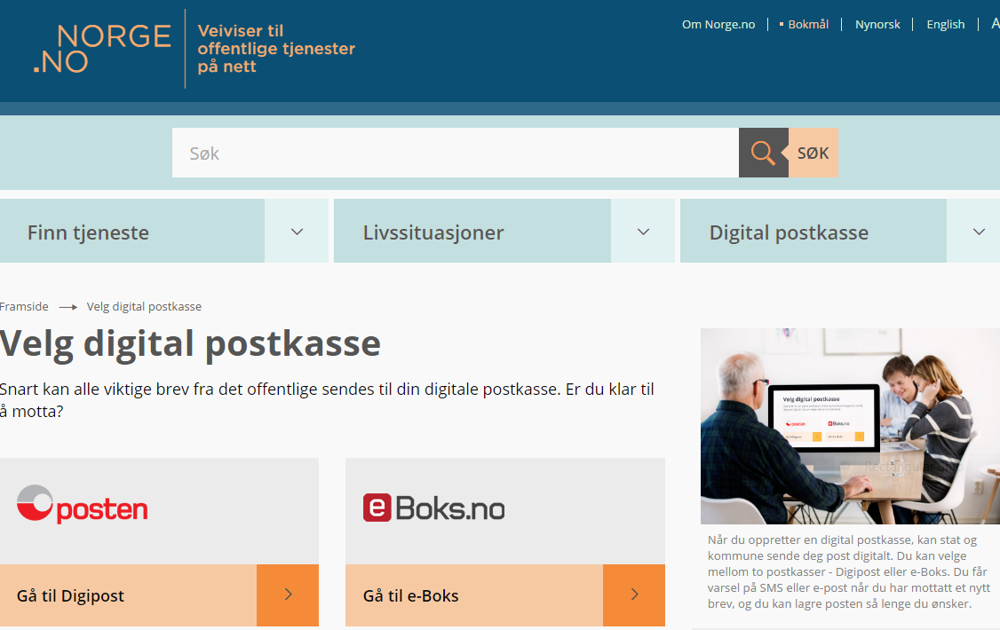 NORGE
.NO
Veiviser til
offentlige tjenester
på nett
Om Norge.no
Bokmål
Nynorsk
English
A
Søk
SØK
Finn tjeneste
Livssituasjoner
Digital postkasse
Framside
Velg digital postkasse
Velg digital postkasse
Snart kan alle viktige brev fra det offentlige sendes til din digitale postkasse. Er du klar til
å motta?
posten
e Boks.no
Gå til Digipost
Gå til e-Boks
Velg digital postkasse
posten
eBoks.no
Rectangular
Når du oppretter en digital postkasse, kan stat og
kommune sende deg post digitalt. Du kan velge
mellom to postkasser - Digipost eller e-Boks. Du får
varsel på SMS eller e-post når du har mottatt et nytt
brev, og du kan lagre posten så lenge du ønsker.